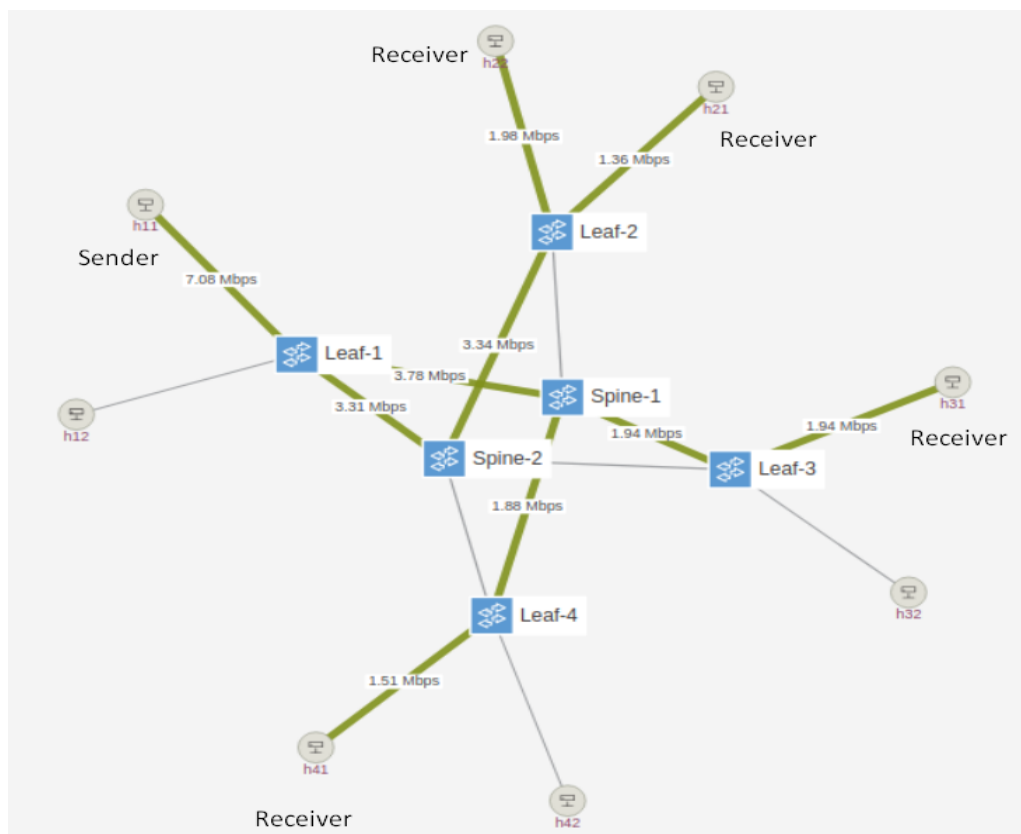 Receiver
h22
h21
Receiver
1.98 Mbps
1.36 Mbps
h11
Sender
Leaf-2
7.08 Mbps
3.34 Mbps
Leaf-1
3.78 Mbps
Spine-1
h31
3.31 Mbps
h12
1.94 Mbps
1.94 Mbps
Receiver
Spine-2
Leaf-3
1.88 Mbps
h32
Leaf-4
1.51 Mbps
h41
Receiver
h42